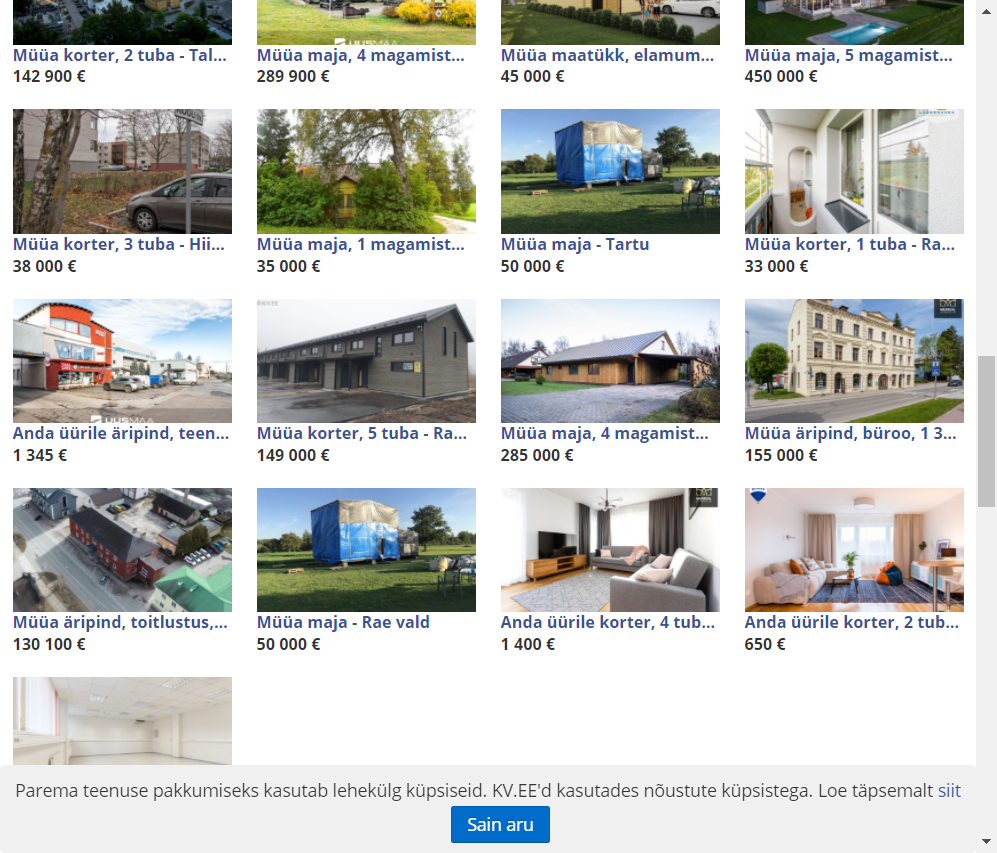 Müüa korter, 2 tuba - Tal...
142 900 €
Müüa maja, 4 magamist...
289 900 €
Müüa maatükk, elamum...
45 000 €
Müüa maja, 5 magamist...
450 000 €
Müüa korter, 3 tuba - Hii...
38 000 €
Müüa maja, 1 magamist...
35 000 €
Müüa maja - Tartu
50 000 €
Müüa korter, 1 tuba - Ra...
33 000 €
UUSMAA
Anda üürile äripind, teen...
1 345 €
Müüa korter, 5 tuba - Ra...
149 000 €
Müüa maja, 4 magamist...
285 000 €
Müüa äripind, büroo, 1 3...
155 000 €
Müüa äripind, toitlustus,...
130 100 €
Müüa maja - Rae vald
50 000 €
Anda üürile korter, 4 tub...
1 400 €
Anda üürile korter, 2 tub...
650 €
Parema teenuse pakkumiseks kasutab lehekülg küpsiseid. KV.EE'd kasutades nõustute küpsistega. Loe täpsemalt siit
Sain aru